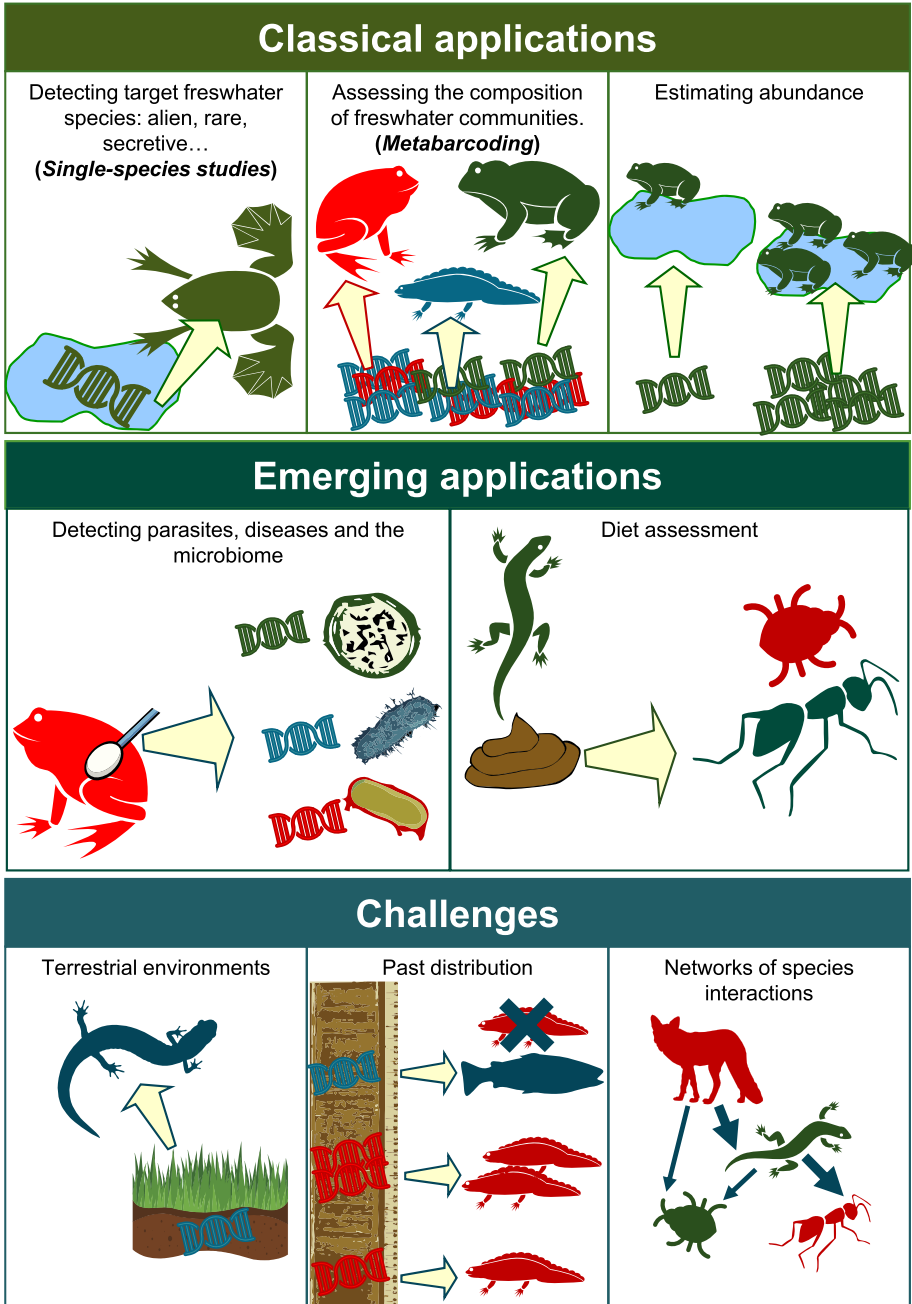 Classical applications
Detecting target freswhater
species: alien, rare,
secretive…
(Single-species studies)
Assessing the composition
of freswhater communities.
(Metabarcoding)
Estimating abundance
Emerging applications
Detecting parasites, diseases and the
microbiome
Diet assessment
Challenges
Terrestrial environments
Past distribution
Networks of species
interactions